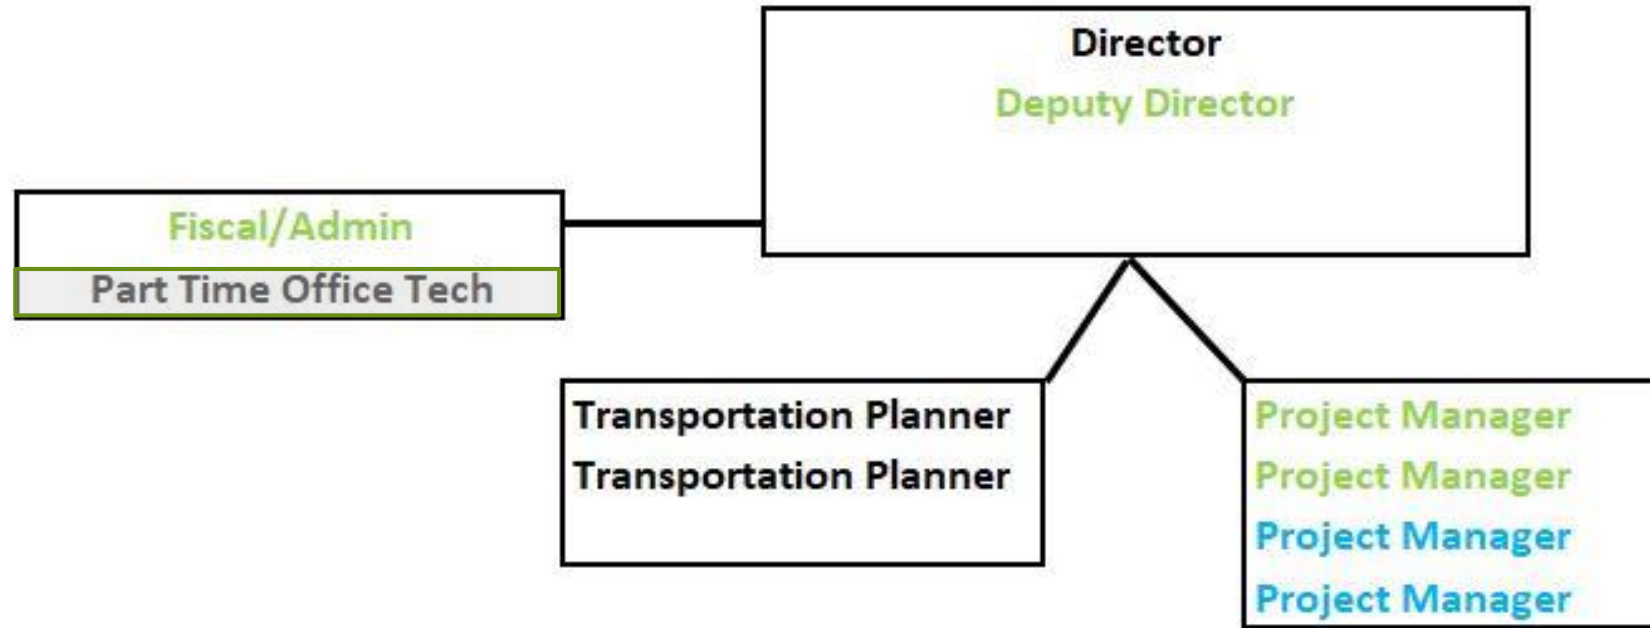 Director
Deputy Director
Fiscal/Admin
Part Time Office Tech
Transportation Planner
Transportation Planner
Project Manager
Project Manager
Project Manager
Project Manager